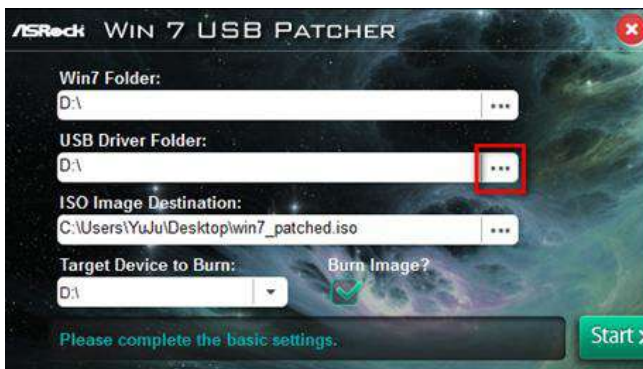 ASRock WIN 7 USB PATCHER
Win7 Folder:
D:\
USB Driver Folder:
D:\
ISO Image Destination:
C:\Users\YuJu\Desktop\win7_patched.iso
Target Device to Burn: Burn Image?
D:\
Please complete the basic settings.
Start